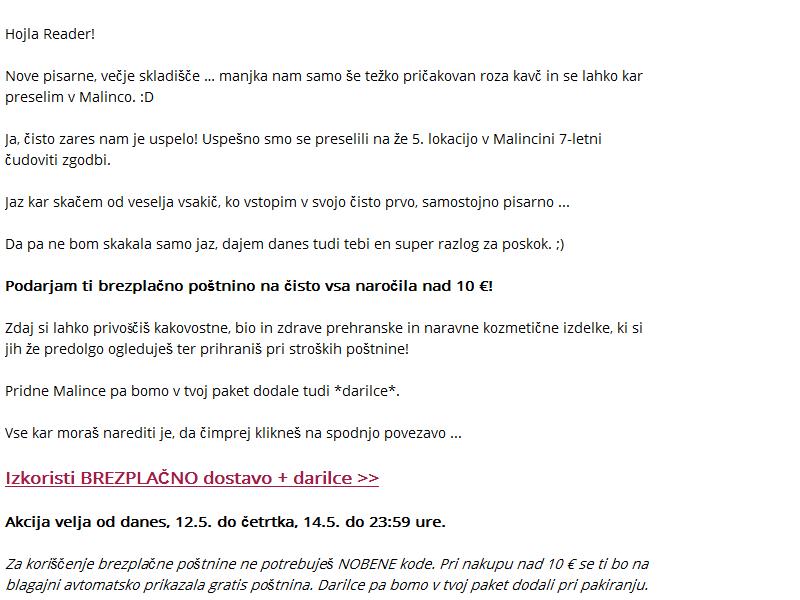 Hojla Reader!
Nove pisarne, večje skladišče ... manjka nam samo še težko pričakovan roza kavč in se lahko kar
preselim v Malinco. :D
Ja, čisto zares nam je uspelo! Uspešno smo se preselili na že 5. lokacijo v Malincini 7-letni
čudoviti zgodbi.
Jaz kar skačem od veselja vsakič, ko vstopim v svojo čisto prvo, samostojno pisarno ...
Da pa ne bom skakala samo jaz, dajem danes tudi tebi en super razlog za poskok. ;)
Podarjam ti brezplačno poštnino na čisto vsa naročila nad 10 €!
Zdaj si lahko privoščiš kakovostne, bio in zdrave prehranske in naravne kozmetične izdelke, ki si
jih že predolgo ogleduješ ter prihraniš pri stroških poštnine!
Pridne Malince pa bomo v tvoj paket dodale tudi *darilce*.
Vse kar moraš narediti je, da čimprej klikneš na spodnjo povezavo ...
Izkoristi BREZPLAČNO dostavo + darilce >>
Akcija velja od danes, 12.5. do četrtka, 14.5. do 23:59 ure.
Za koriščenje brezplačne poštnine ne potrebuješ NOBENE kode. Pri nakupu nad 10 € se ti bo na
blagajni avtomatsko prikazala gratis poštnina. Darilce pa bomo v tvoj paket dodali pri pakiranju.